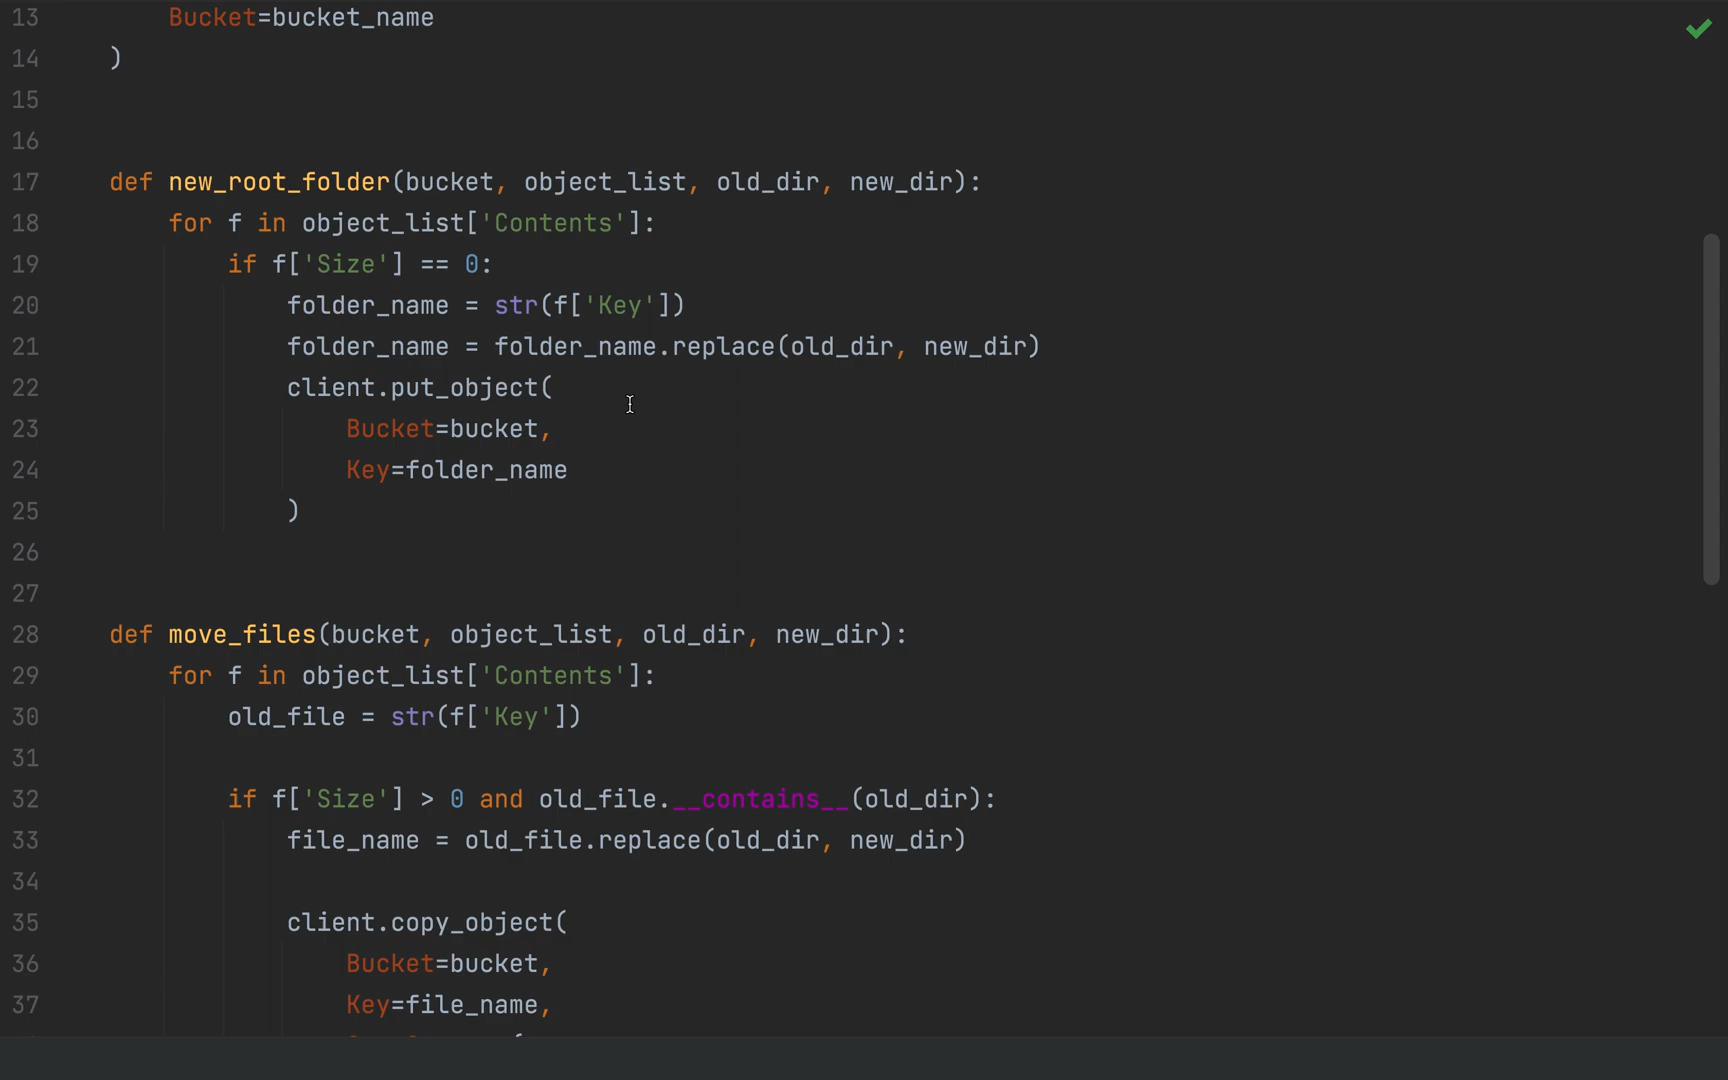 13 Bucket=bucket_name
14 )
15
16
17 def new_root_folder(bucket, object_list, old_dir, new_dir):
18 for f in object_list['Contents']:
19 if f['Size'] == 0:
20 folder_name = str(f['Key'])
21 folder_name = folder_name.replace(old_dir, new_dir)
22 client.put_object(
23 Bucket=bucket,
24 Key=folder_name
25 )
26
27
28 def move_files(bucket, object_list, old_dir, new_dir):
29 for f in object_list['Contents']:
30 old_file = str(f['Key'])
31
32 if f['Size'] > 0 and old_file.__contains__(old_dir):
33 file_name = old_file.replace(old_dir, new_dir)
34
35 client.copy_object(
36 Bucket=bucket,
37 Key=file_name,